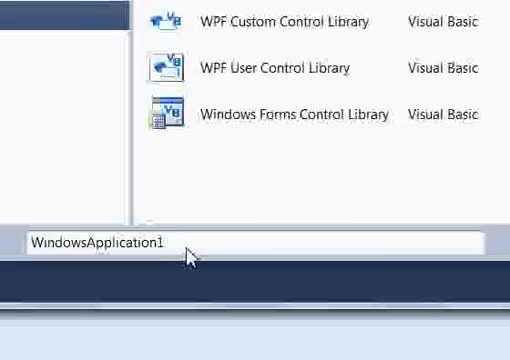 WPF Custom Control Library Visual Basic
WPF User Control Library Visual Basic
Windows Forms Control Library Visual Basic
WindowsApplication1